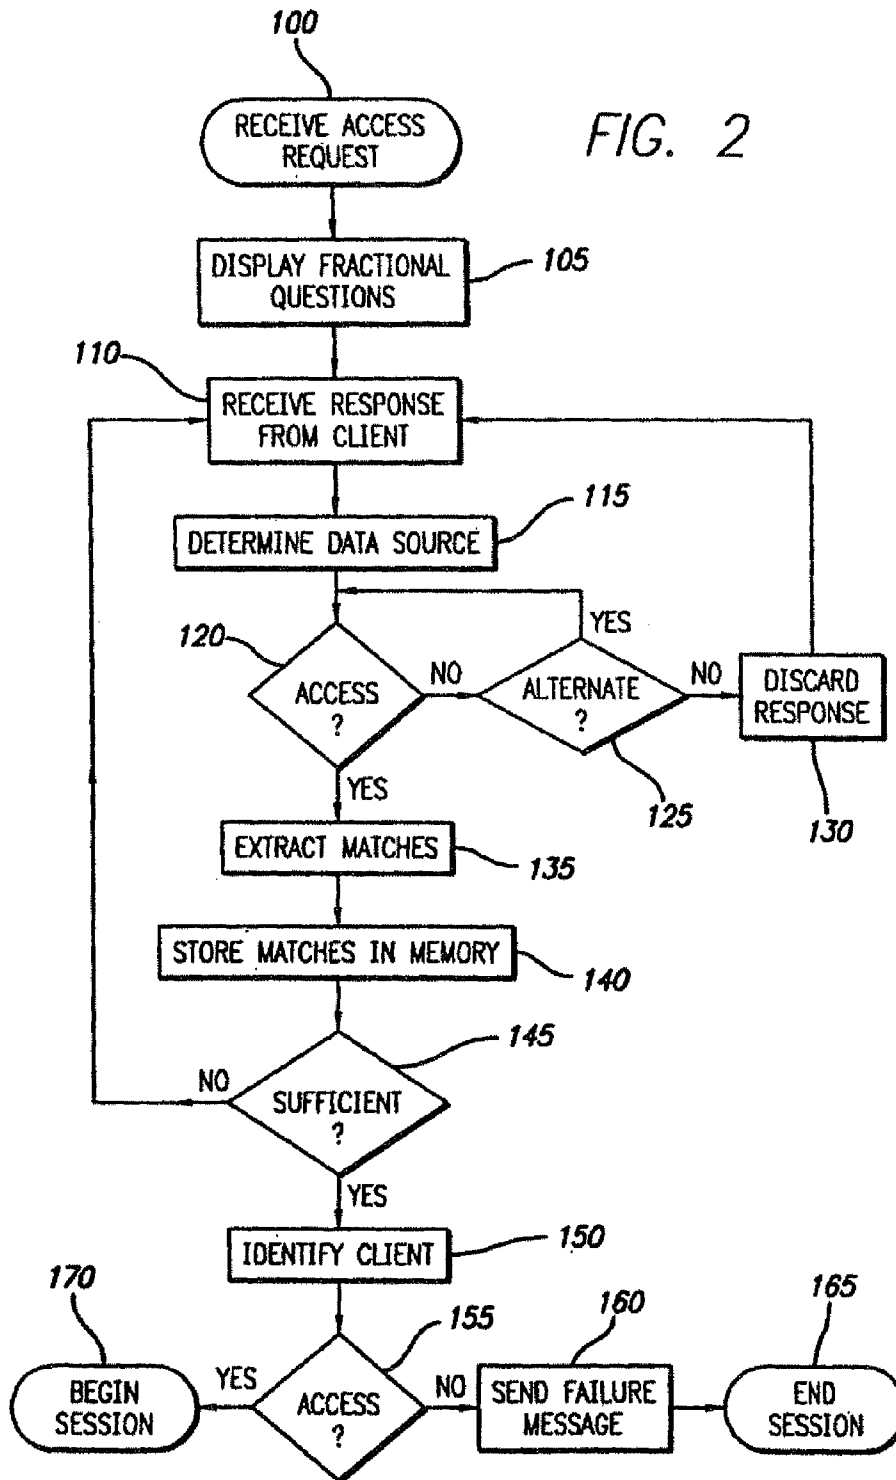 100
RECEIVE ACCESS
REQUEST
FIG. 2
DISPLAY FRACTIONAL
QUESTIONS
105
110
RECEIVE RESPONSE
FROM CLIENT
115
DETERMINE DATA SOURCE
120
ACCESS
?
NO
YES
ALTERNATE
?
NO
DISCARD
RESPONSE
125
130
YES
EXTRACT MATCHES
135
STORE MATCHES IN MEMORY
140
145
NO
SUFFICIENT
?
YES
IDENTIFY CLIENT
150
170
155
160
165
BEGIN
SESSION
YES
ACCESS
?
NO
SEND FAILURE
MESSAGE
END
SESSION